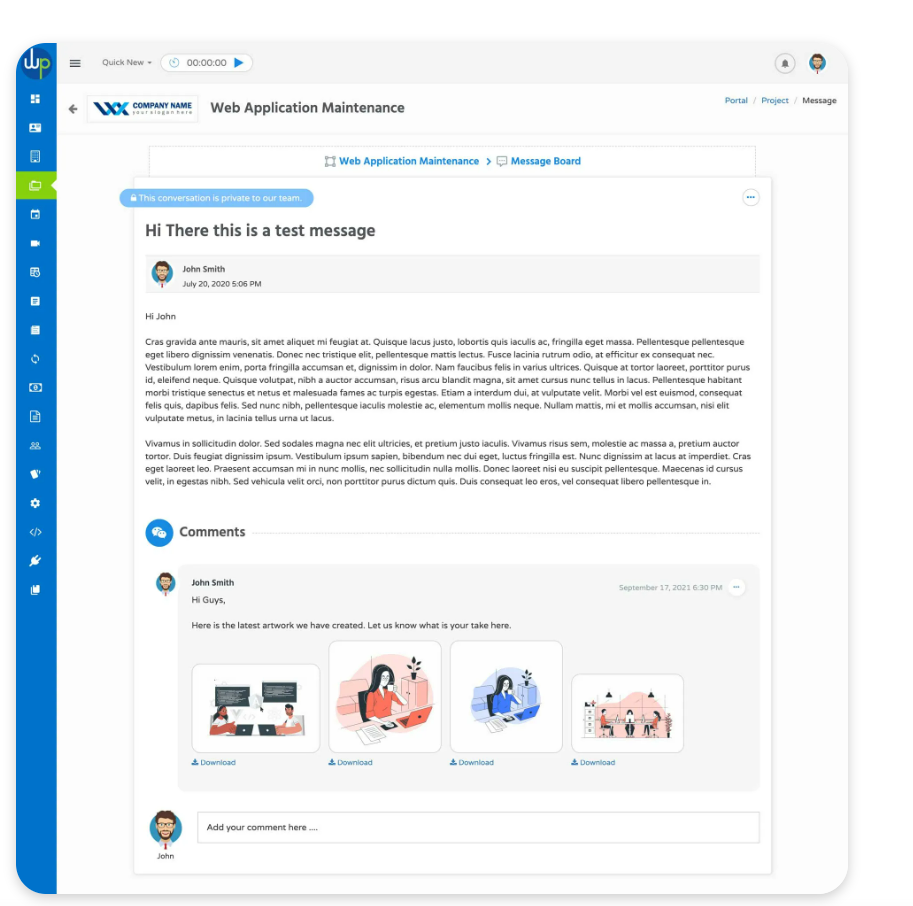 wp
Quick New
00:00:00
COMPANY NAME
your slogan here
Web Application Maintenance
Portal / Project / Message
Web Application Maintenance > Message Board
This conversation is private to our team.
Hi There this is a test message
John Smith
July 20, 2020 5:06 PM
Hi John
Cras gravida ante mauris, sit amet aliquet mi feugiat at. Quisque lacus justo, lobortis quis iaculis ac, fringilla eget massa. Pellentesque pellentesque
eget libero dignissim venenatis. Donec nec tristique elit, pellentesque mattis lectus. Fusce lacinia rutrum odio, at efficitur ex consequat nec.
Vestibulum lorem enim, porta fringilla accumsan et, dignissim in dolor. Nam faucibus felis in varius ultrices. Quisque at tortor laoreet, porttitor purus
id, eleifend neque. Quisque volutpat, nibh a auctor accumsan, risus arcu blandit magna, sit amet cursus nunc tellus in lacus. Pellentesque habitant
morbi tristique senectus et netus et malesuada fames ac turpis egestas. Etiam a interdum dui, at vulputate velit. Morbi vel est euismod, consequat
felis quis, dapibus felis. Sed nunc nibh, pellentesque iaculis molestie ac, elementum mollis neque. Nullam mattis, mi et mollis accumsan, nisi elit
vulputate metus, in lacinia tellus urna ut lacus.
Vivamus in sollicitudin dolor. Sed sodales magna nec elit ultricies, et pretium justo iaculis. Vivamus risus sem, molestie ac massa a, pretium auctor
tortor. Duis feugiat dignissim ipsum. Vestibulum ipsum sapien, bibendum nec dui eget, luctus fringilla est. Nunc dignissim at lacus at imperdiet. Cras
eget laoreet leo. Praesent accumsan mi in nunc mollis, nec sollicitudin nulla mollis. Donec laoreet nisi eu suscipit pellentesque. Maecenas id cursus
velit, in egestas nibh. Sed vehicula velit orci, non porttitor purus dictum quis. Duis consequat leo eros, vel consequat libero pellentesque in.
Comments
John Smith
September 17, 2021 6:30 PM
Hi Guys,
Here is the latest artwork we have created. Let us know what is your take here.
Download
Download
Download
Download
Add your comment here ....
John